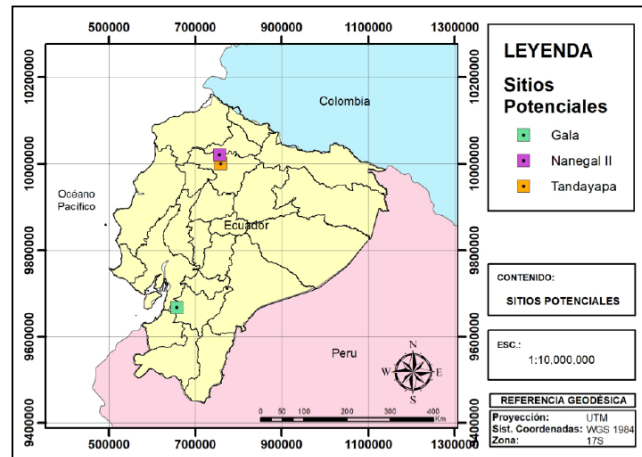 500000 700000 900000 1100000 1300000
10200000
10000000
9800000
9600000
9400000
Colombia
Océano
Pacífico
Ecuador
Peru
N
W E
S
0 50 100 200 300 400
Km
500000 700000 900000 1100000 1300000
10200000
10000000
9800000
9600000
9400000
LEYENDA
Sitios
Potenciales
Gala
Nanegal II
Tandayapa
CONTENIDO:
SITIOS POTENCIALES
ESC.:
1:10,000,000
REFERENCIA GEODÉSICA
Proyección: UTM
Sist. Coordenadas: WGS 1984
Zona: 17S